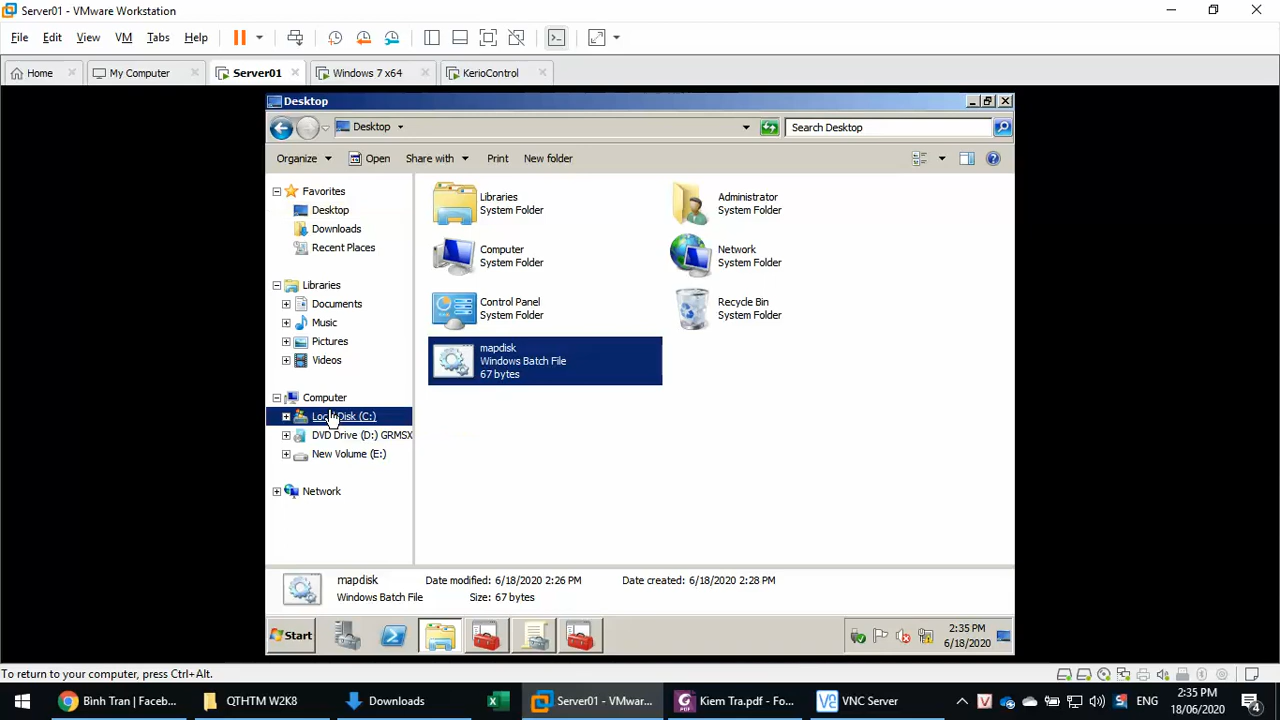 Server01 - VMware Workstation
File Edit View VM Tabs Help
Home My Computer Server01 Windows 7 x64 KerioControl
Desktop
Desktop Search Desktop
Organize Open Share with Print New folder
Favorites
Desktop
Downloads
Recent Places
Libraries
Documents
Music
Pictures
Videos
Computer
Local Disk (C:)
DVD Drive (D:) GRMSX
New Volume (E:)
Network
Libraries
System Folder
Administrator
System Folder
Computer
System Folder
Network
System Folder
Control Panel
System Folder
Recycle Bin
System Folder
mapdisk
Windows Batch File
67 bytes
mapdisk Date modified: 6/18/2020 2:26 PM Date created: 6/18/2020 2:28 PM
Windows Batch File Size: 67 bytes
Start
2:35 PM
6/18/2020
To return to your computer, press Ctrl+Alt.
Bình Tran | Faceb... QTHTM W2K8 Downloads Server01 - VMware... Kiem Tra.pdf - Fo... VNC Server ENG
2:35 PM
18/06/2020
4